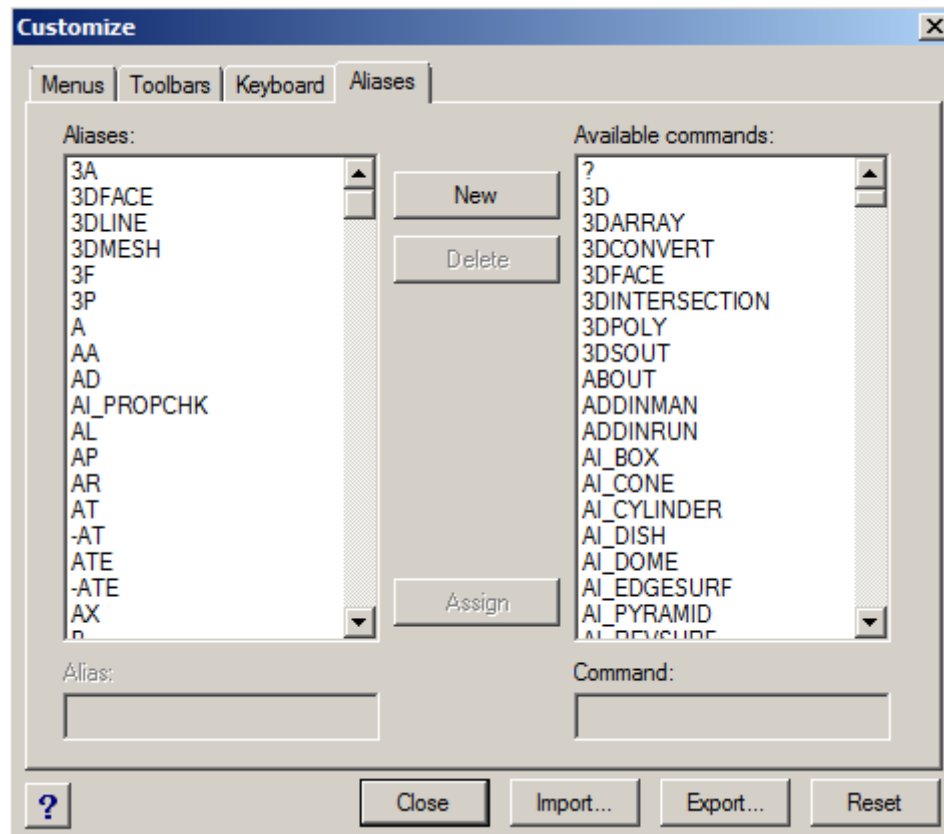 Customize
Menus
Toolbars
Keyboard
Aliases
Aliases:
3A
3DFACE
3DLINE
3DMESH
3F
3P
A
AA
AD
AI_PROPCHK
AL
AP
AR
AT
-AT
ATE
-ATE
AX
New
Delete
Assign
Available commands:
?
3D
3DARRAY
3DCONVERT
3DFACE
3DINTERSECTION
3DPOLY
3DSOUT
ABOUT
ADDINMAN
ADDINRUN
AI_BOX
AI_CONE
AI_CYLINDER
AI_DISH
AI_DOME
AI_EDGESURF
AI_PYRAMID
AI_REVSURF
Alias:
Command:
?
Close
Import...
Export...
Reset